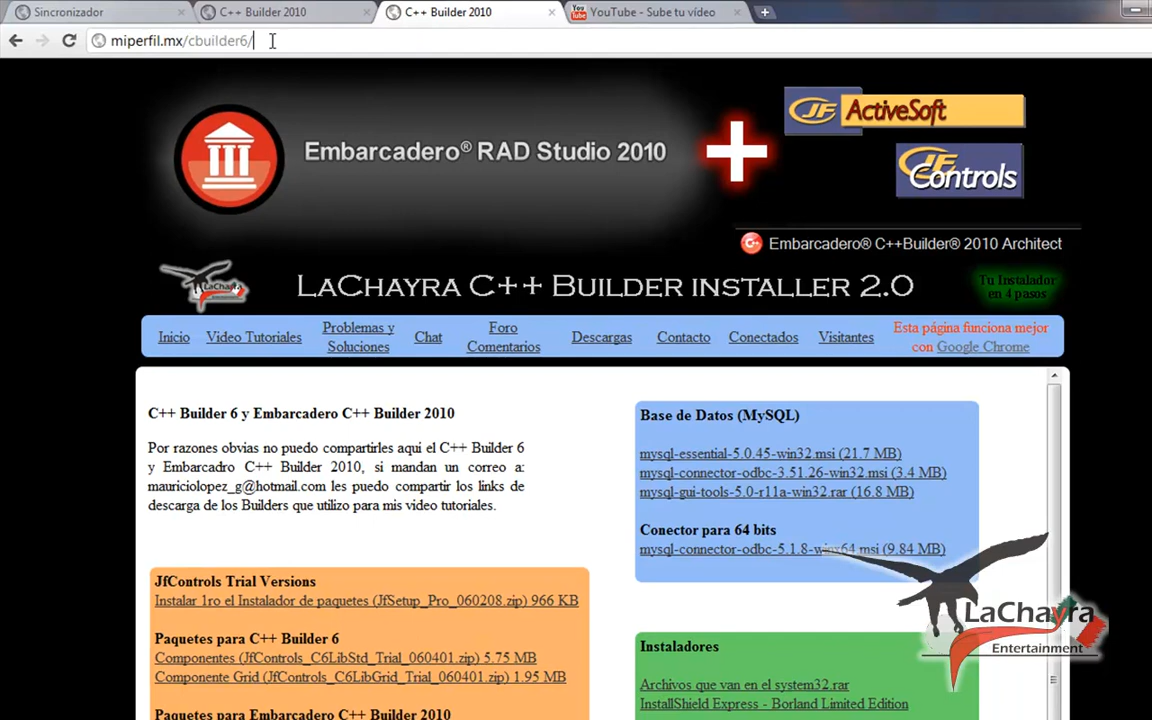 Sincronizador
C++ Builder 2010
C++ Builder 2010
YouTube - Sube tu vídeo
miperfil.mx/cbuilder6/
Embarcadero® RAD Studio 2010
JF ActiveSoft
JF Controls
Embarcadero® C++Builder® 2010 Architect
LaChayra
LaChayra C++ Builder installer 2.0
Tu Instalador
en 4 pasos
Inicio
Video Tutoriales
Problemas y
Soluciones
Chat
Foro
Comentarios
Descargas
Contacto
Conectados
Visitantes
Esta página funciona mejor
con Google Chrome
C++ Builder 6 y Embarcadero C++ Builder 2010
Por razones obvias no puedo compartirles aqui el C++ Builder 6
y Embarcadro C++ Builder 2010, si mandan un correo a:
mauriciolopez_g@hotmail.com les puedo compartir los links de
descarga de los Builders que utilizo para mis video tutoriales.
JfControls Trial Versions
Instalar 1ro el Instalador de paquetes (JfSetup_Pro_060208.zip) 966 KB
Paquetes para C++ Builder 6
Componentes (JfControls_C6LibStd_Trial_060401.zip) 5.75 MB
Componente Grid (JfControls_C6LibGrid_Trial_060401.zip) 1.95 MB
Paquetes para Embarcadero C++ Builder 2010
Base de Datos (MySQL)
mysql-essential-5.0.45-win32.msi (21.7 MB)
mysql-connector-odbc-3.51.26-win32.msi (3.4 MB)
mysql-gui-tools-5.0-r11a-win32.rar (16.8 MB)
Conector para 64 bits
mysql-connector-odbc-5.1.8-winx64.msi (9.84 MB)
Instaladores
Archivos que van en el system32.rar
InstallShield Express - Borland Limited Edition
LaChayra
Entertainment